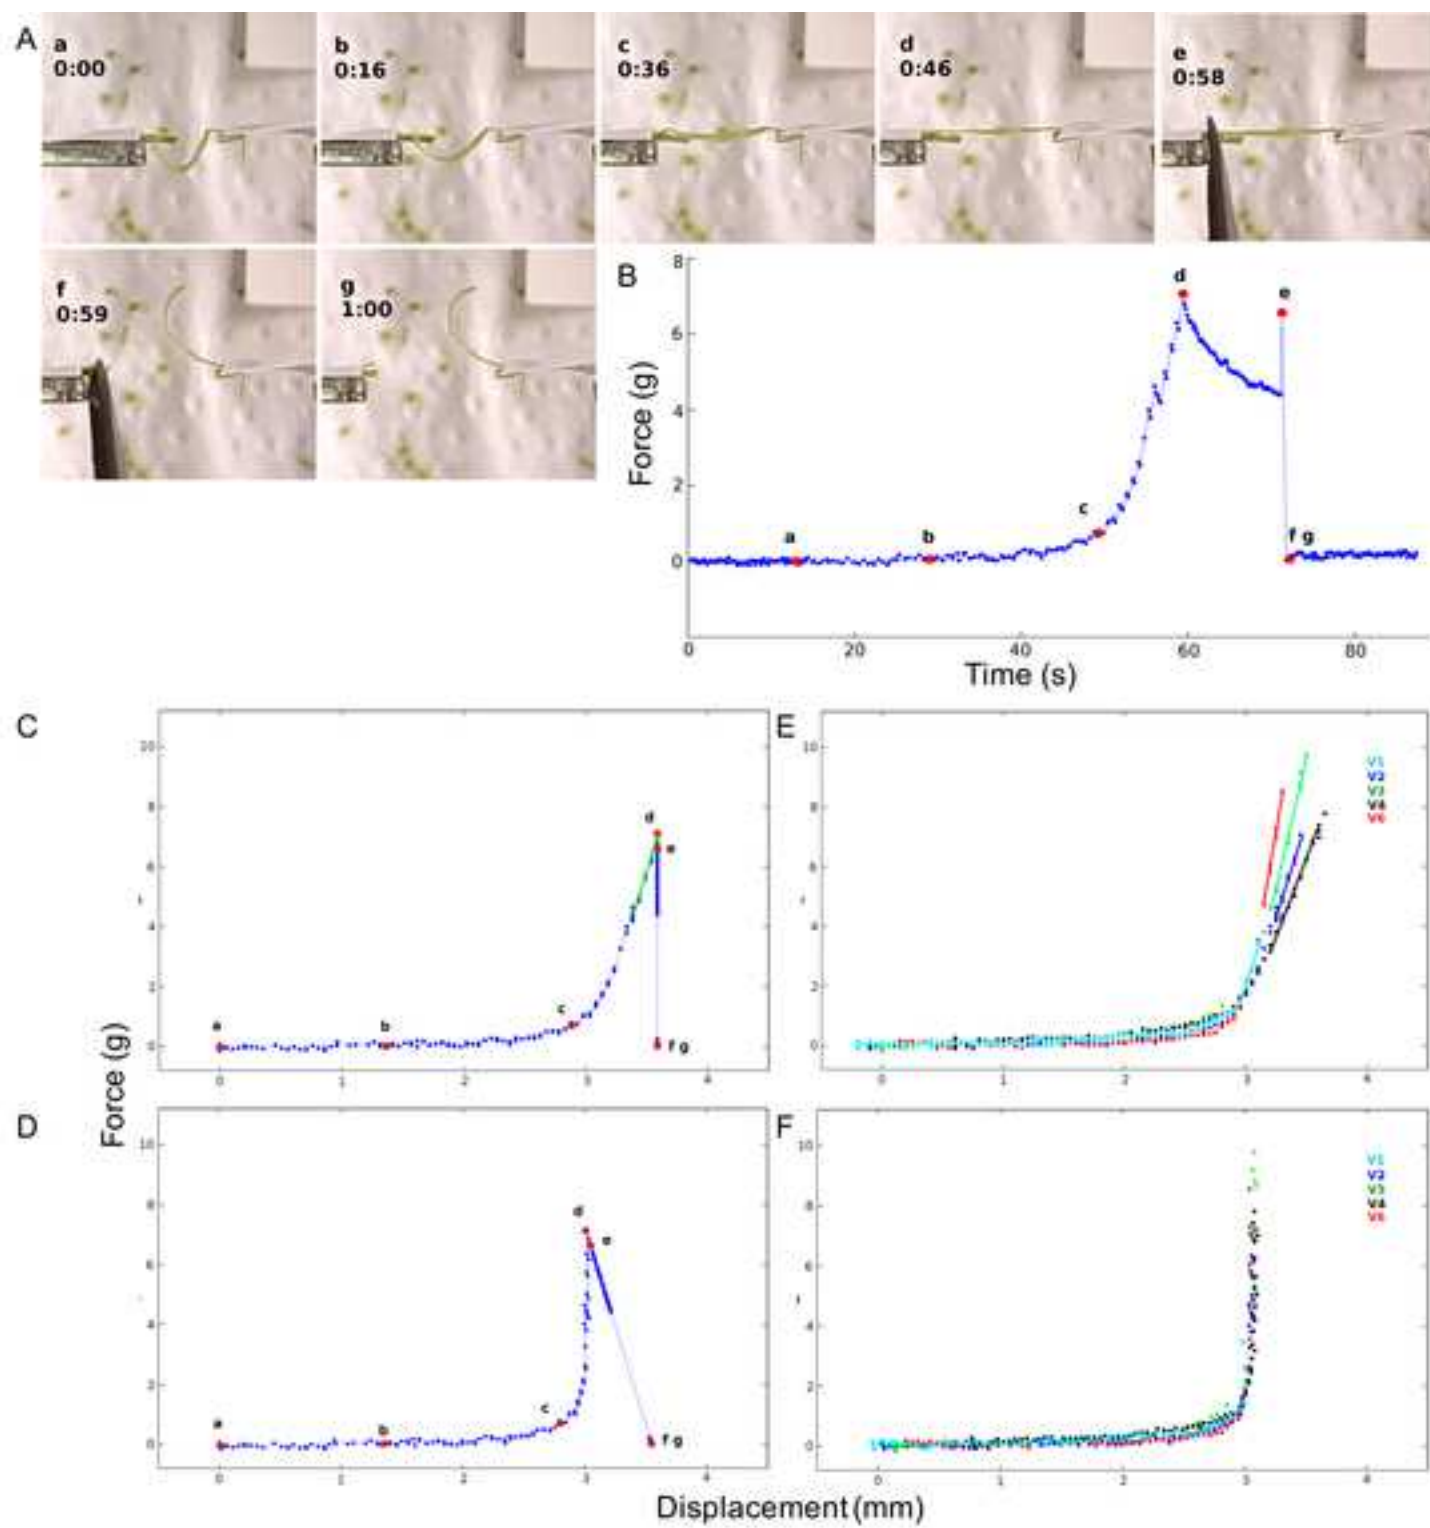 A
a
0:00
b
0:16
c
0:36
d
0:46
e
0:58
f
0:59
g
1:00
B
Force (g)
8
6
4
2
0
a
b
c
d
e
f g
0 20 40 60 80
Time (s)
C
10
8
6
4
2
0
a
b
c
d
e
f g
0 1 2 3 4
E
10
8
6
4
2
0
V1
V2
V3
V4
V6
0 1 2 3 4
Force (g)
D
10
8
6
4
2
0
a
b
c
d
e
f g
0 1 2 3 4
F
10
8
6
4
2
0
V1
V2
V3
V4
V6
0 1 2 3 4
Displacement (mm)